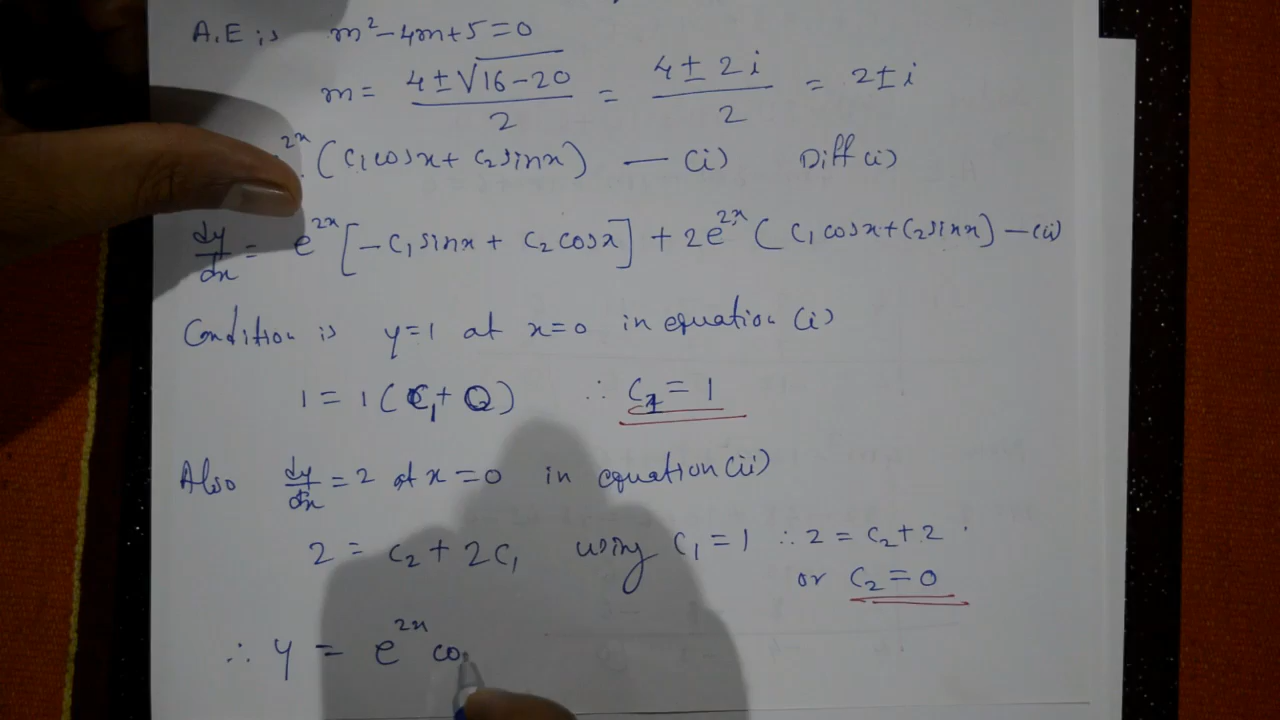 A.E is m² - 4m + 5 = 0
m = (4 ± √(16 - 20))/2 = (4 ± 2i)/2 = 2 ± i
2x (c₁cosx + c₂sinx) — (i) Diff (i)
dy/dx = e^2x [-c₁sinx + c₂cosx] + 2e^2x (c₁cosx + c₂sinx) — (ii)
Condition is y=1 at x=0 in equation (i)
1 = 1(c₁ + 0) ∴ c₁ = 1
Also dy/dx = 2 at x=0 in equation (ii)
2 = c₂ + 2c₁ using c₁ = 1 ∴ 2 = c₂ + 2
or c₂ = 0
∴ y = e^2x co